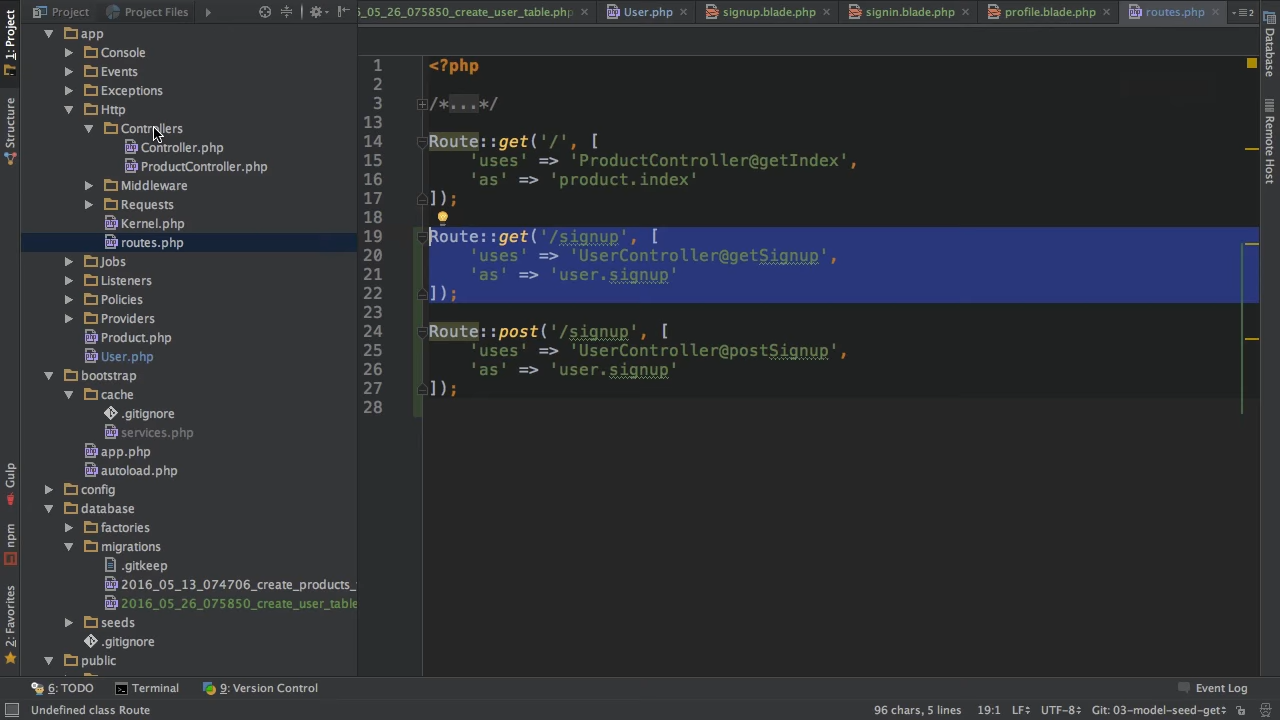 Project
Project Files
5_05_26_075850_create_user_table.php
User.php
signup.blade.php
signin.blade.php
profile.blade.php
routes.php
2
1: Project
Structure
Gulp
npm
2: Favorites
Database
Remote Host
app
Console
Events
Exceptions
Http
Controllers
Controller.php
ProductController.php
Middleware
Requests
Kernel.php
routes.php
Jobs
Listeners
Policies
Providers
Product.php
User.php
bootstrap
cache
.gitignore
services.php
app.php
autoload.php
config
database
factories
migrations
.gitkeep
2016_05_13_074706_create_products_
2016_05_26_075850_create_user_table
seeds
.gitignore
public
1 <?php
2
3 /*...*/
13
14 Route::get('/', [
15 'uses' => 'ProductController@getIndex',
16 'as' => 'product.index'
17 ]);
18
19 Route::get('/signup', [
20 'uses' => 'UserController@getSignup',
21 'as' => 'user.signup'
22 ]);
23
24 Route::post('/signup', [
25 'uses' => 'UserController@postSignup',
26 'as' => 'user.signup'
27 ]);
28
6: TODO
Terminal
9: Version Control
Event Log
Undefined class Route
96 chars, 5 lines
19:1
LF
UTF-8
Git: 03-model-seed-get